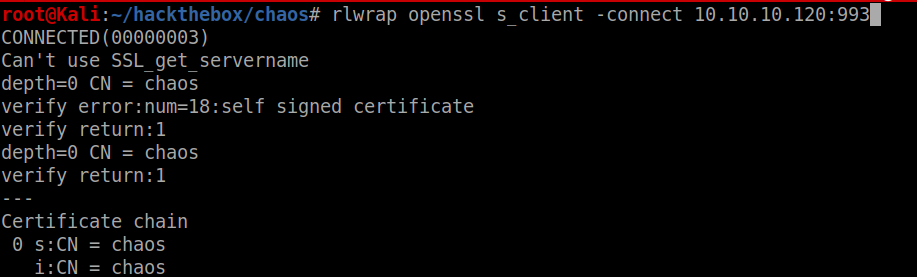 root@Kali:~/hackthebox/chaos# rlwrap openssl s_client -connect 10.10.10.120:993
CONNECTED(00000003)
Can't use SSL_get_servername
depth=0 CN = chaos
verify error:num=18:self signed certificate
verify return:1
depth=0 CN = chaos
verify return:1
---
Certificate chain
 0 s:CN = chaos
   i:CN = chaos